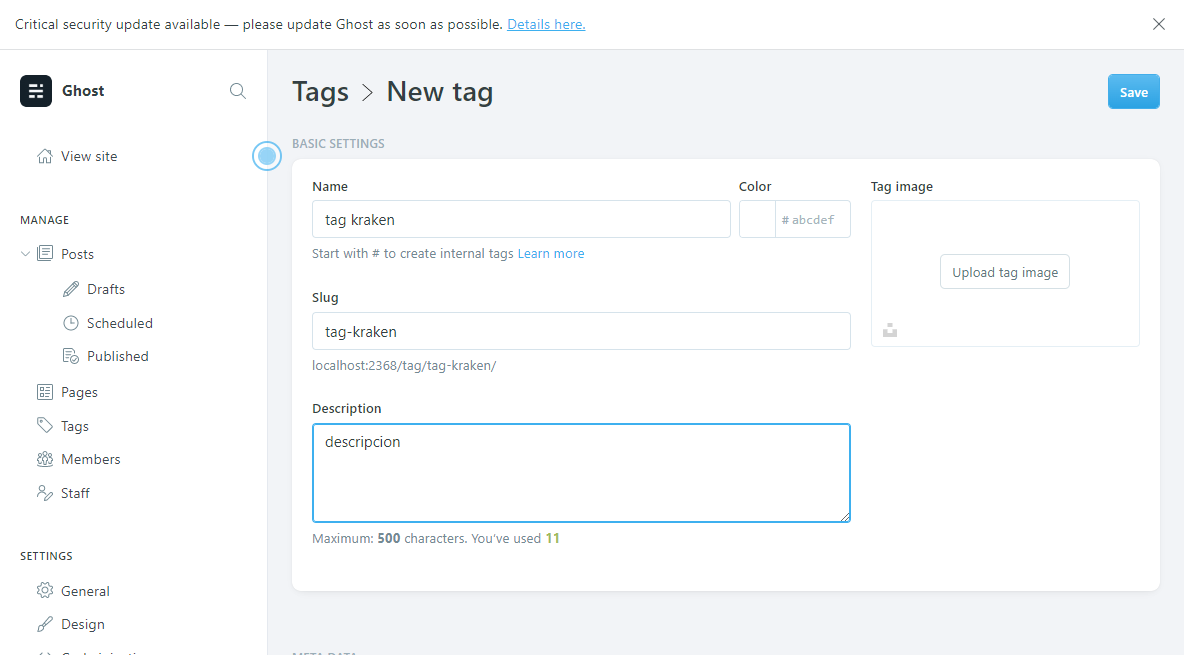 Critical security update available — please update Ghost as soon as possible. Details here.
Ghost
View site
MANAGE
Posts
Drafts
Scheduled
Published
Pages
Tags
Members
Staff
SETTINGS
General
Design
Tags > New tag
Save
BASIC SETTINGS
Name
tag kraken
Start with # to create internal tags Learn more
Color
# abcdef
Slug
tag-kraken
localhost:2368/tag/tag-kraken/
Description
descripcion
Maximum: 500 characters. You've used 11
Tag image
Upload tag image
META DATA